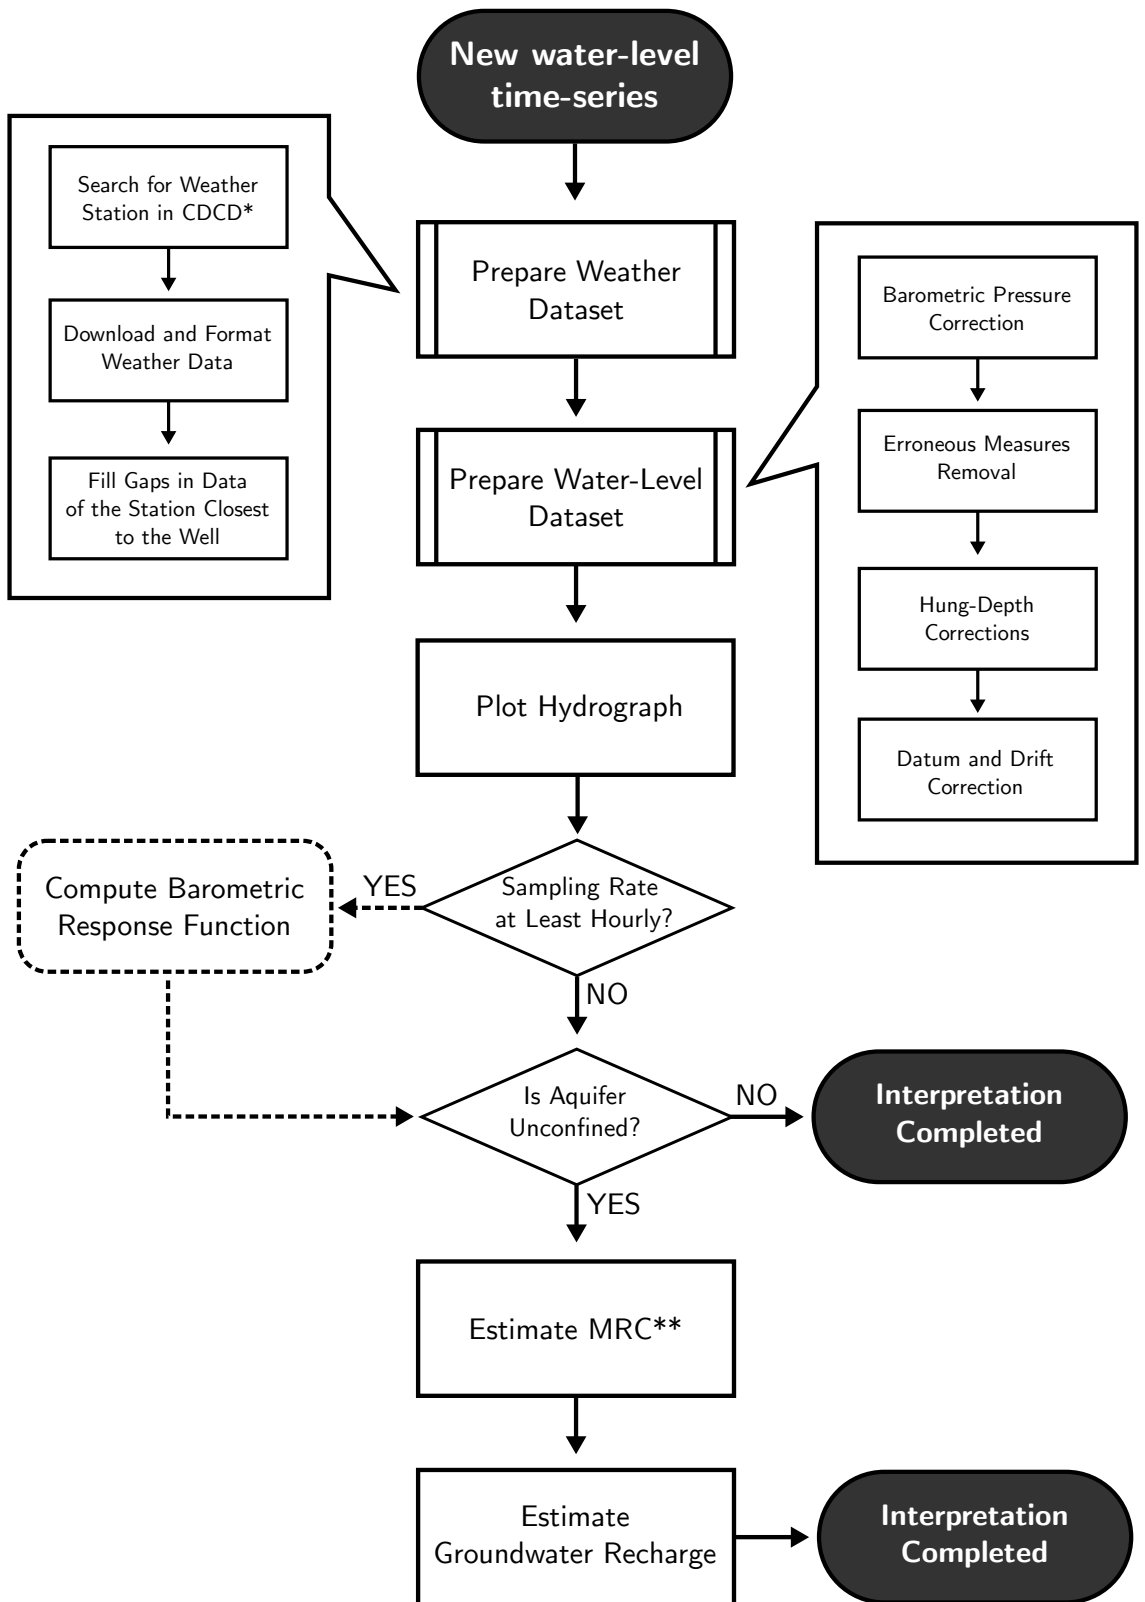 New water-level
time-series
Search for Weather
Station in CDCD*
Download and Format
Weather Data
Fill Gaps in Data
of the Station Closest
to the Well
Prepare Weather
Dataset
Prepare Water-Level
Dataset
Barometric Pressure
Correction
Erroneous Measures
Removal
Hung-Depth
Corrections
Datum and Drift
Correction
Plot Hydrograph
Sampling Rate
at Least Hourly?
YES
Compute Barometric
Response Function
NO
Is Aquifer
Unconfined?
NO
Interpretation
Completed
YES
Estimate MRC**
Estimate
Groundwater Recharge
Interpretation
Completed